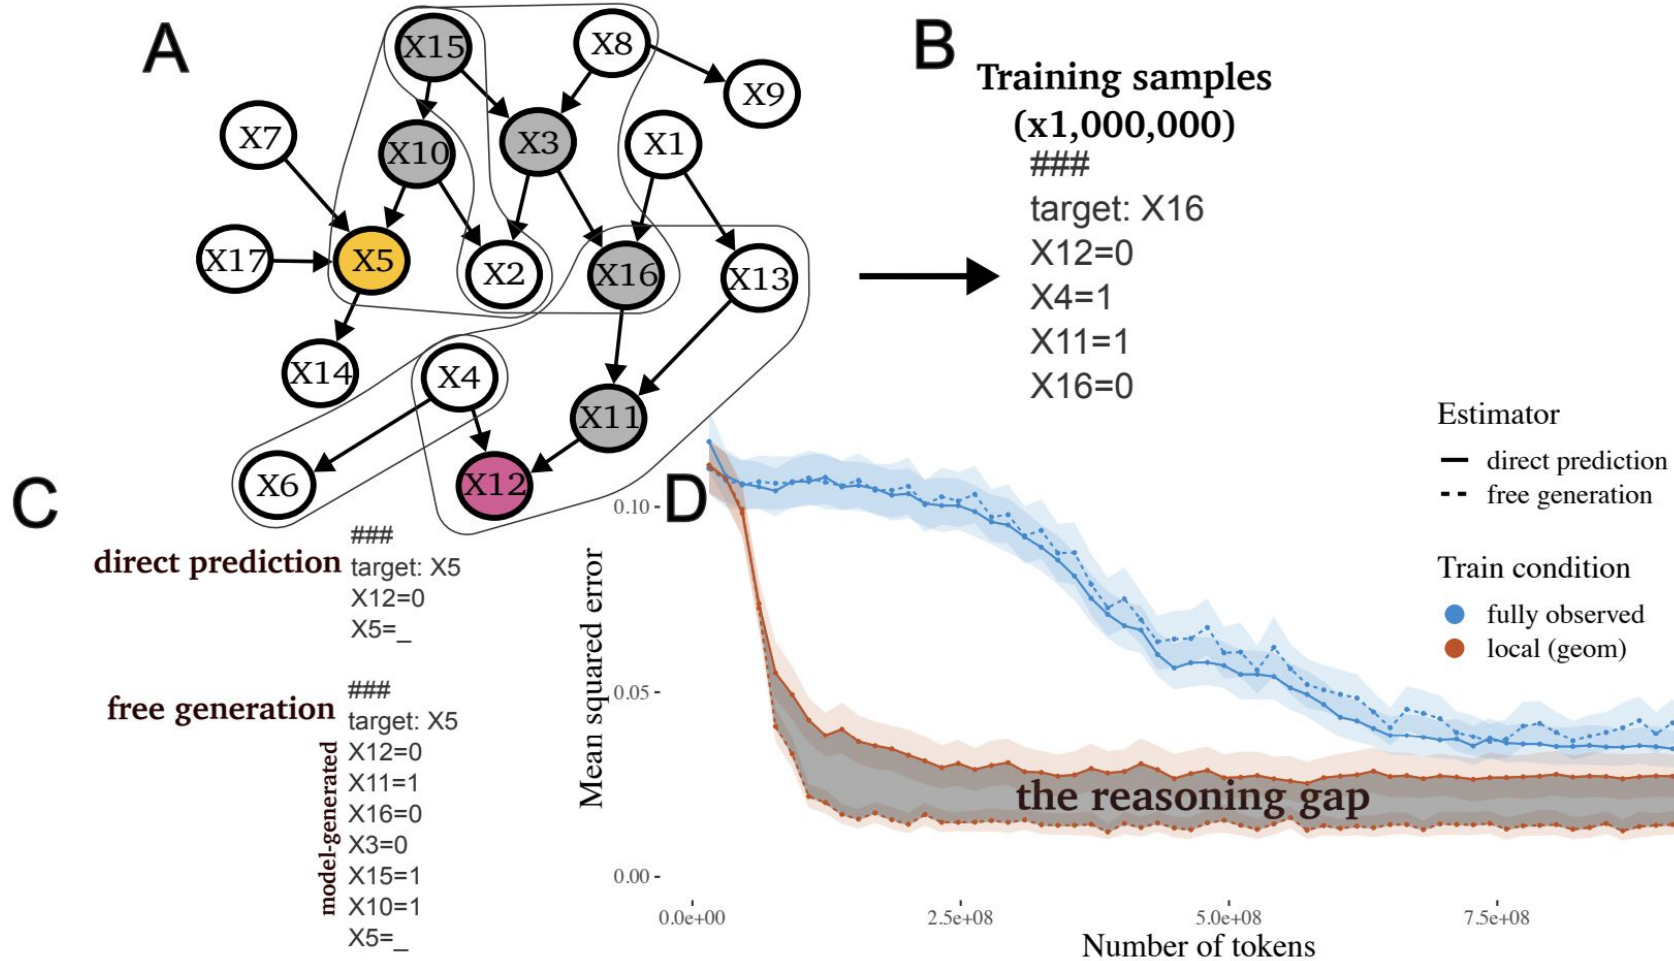 A
X15
X8
X9
X7
X10
X3
X1
X17
X5
X2
X16
X13
X14
X4
X11
X6
X12
B
Training samples
(x1,000,000)
###
target: X16
X12=0
X4=1
X11=1
X16=0
C
direct prediction
###
target: X5
X12=0
X5=_
free generation
###
target: X5
model-generated
X12=0
X11=1
X16=0
X3=0
X15=1
X10=1
X5=_
D
Estimator
direct prediction
free generation
Train condition
fully observed
local (geom)
Mean squared error
0.10
0.05
0.00
the reasoning gap
0.0e+00
2.5e+08
5.0e+08
7.5e+08
Number of tokens